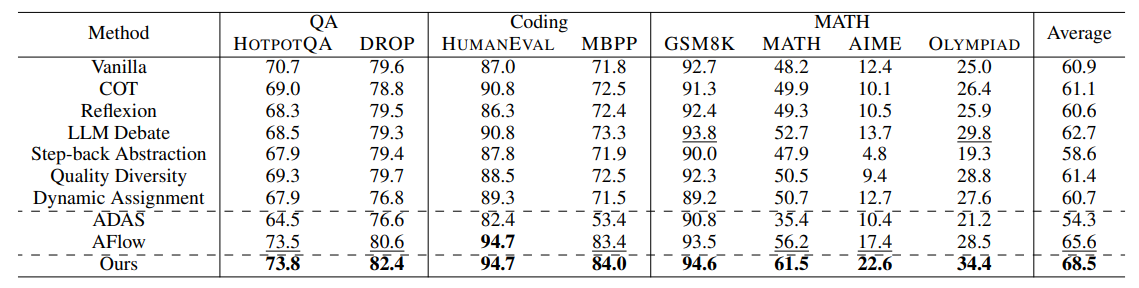 Method QA Coding MATH Average
HOTPOTQA DROP HUMANEVAL MBPP GSM8K MATH AIME OLYMPIAD
Vanilla 70.7 79.6 87.0 71.8 92.7 48.2 12.4 25.0 60.9
COT 69.0 78.8 90.8 72.5 91.3 49.9 10.1 26.4 61.1
Reflexion 68.3 79.5 86.3 72.4 92.4 49.3 10.5 25.9 60.6
LLM Debate 68.5 79.3 90.8 73.3 93.8 52.7 13.7 29.8 62.7
Step-back Abstraction 67.9 79.4 87.8 71.9 90.0 47.9 4.8 19.3 58.6
Quality Diversity 69.3 79.7 88.5 72.5 92.3 50.5 9.4 28.8 61.4
Dynamic Assignment 67.9 76.8 89.3 71.5 89.2 50.7 12.7 27.6 60.7
ADAS 64.5 76.6 82.4 53.4 90.8 35.4 10.4 21.2 54.3
AFlow 73.5 80.6 94.7 83.4 93.5 56.2 17.4 28.5 65.6
Ours 73.8 82.4 94.7 84.0 94.6 61.5 22.6 34.4 68.5